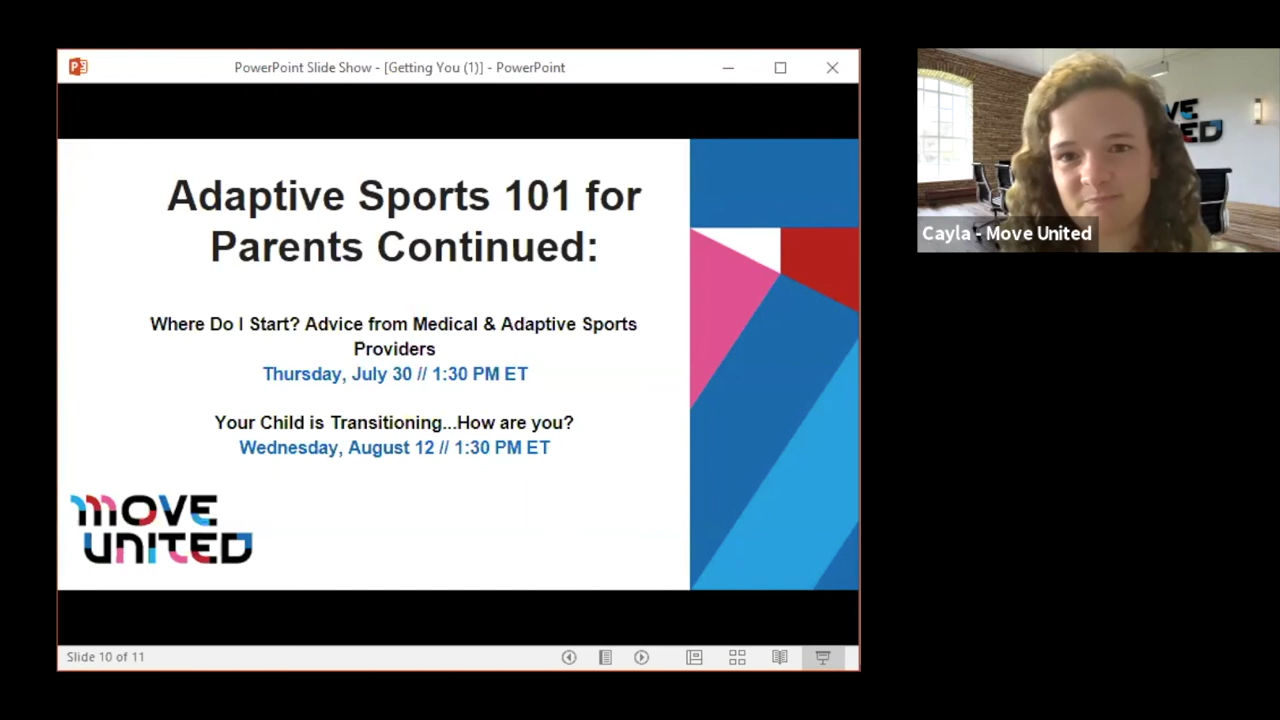 PowerPoint Slide Show - [Getting You (1)] - PowerPoint
Adaptive Sports 101 for
Parents Continued:
Where Do I Start? Advice from Medical & Adaptive Sports
Providers
Thursday, July 30 // 1:30 PM ET
Your Child is Transitioning...How are you?
Wednesday, August 12 // 1:30 PM ET
MOVE
UNITED
Slide 10 of 11
VE
ED
Cayla - Move United